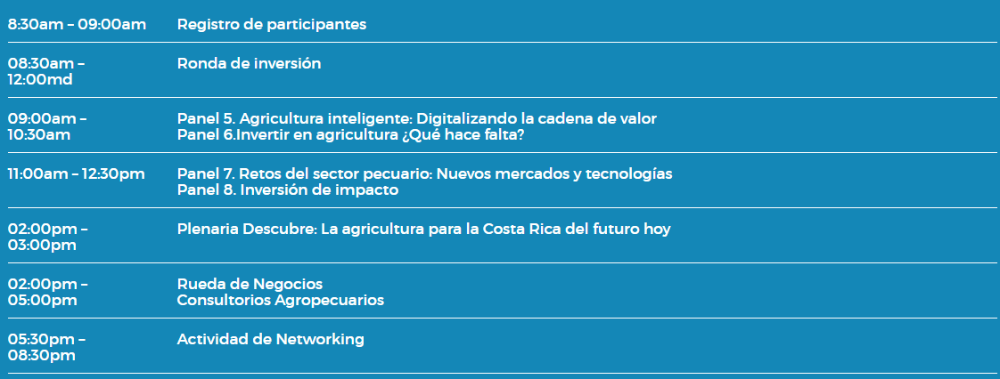 8:30am – 09:00am Registro de participantes
08:30am – 12:00md Ronda de inversión
09:00am – 10:30am Panel 5. Agricultura inteligente: Digitalizando la cadena de valor
Panel 6.Invertir en agricultura ¿Qué hace falta?
11:00am – 12:30pm Panel 7. Retos del sector pecuario: Nuevos mercados y tecnologías
Panel 8. Inversión de impacto
02:00pm – 03:00pm Plenaria Descubre: La agricultura para la Costa Rica del futuro hoy
02:00pm – 05:00pm Rueda de Negocios
Consultorios Agropecuarios
05:30pm – 08:30pm Actividad de Networking